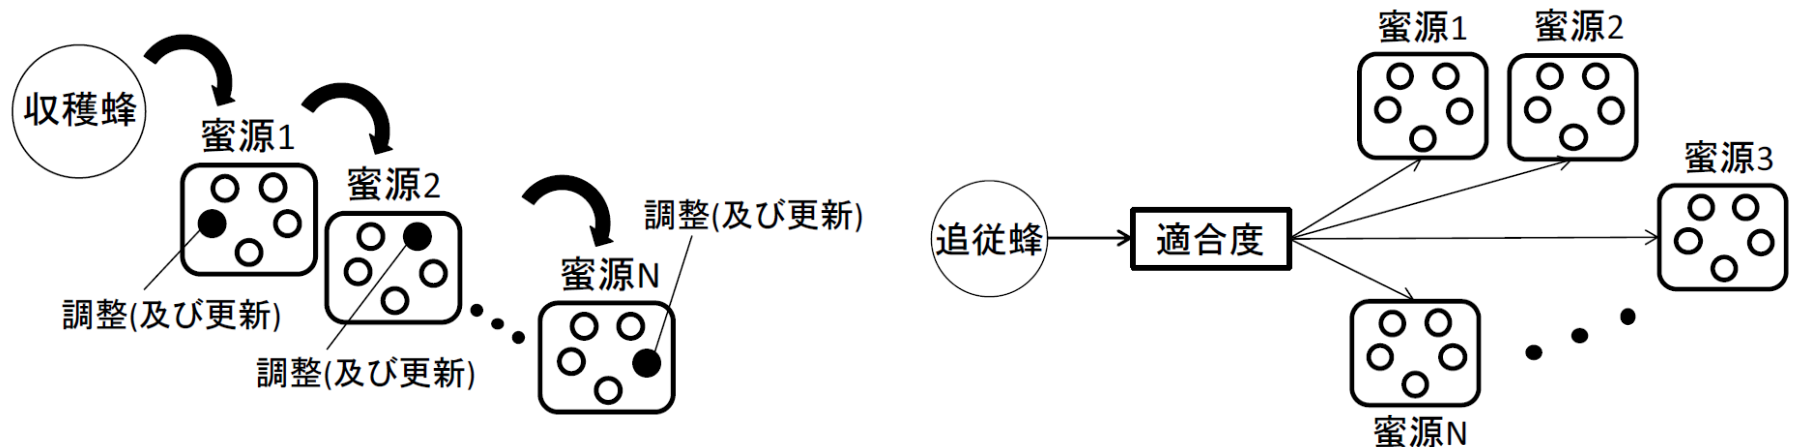 収穫蜂
蜜源1
調整(及び更新)
蜜源2
調整(及び更新)
蜜源N
調整(及び更新)
追従蜂
適合度
蜜源1
蜜源2
蜜源3
蜜源N